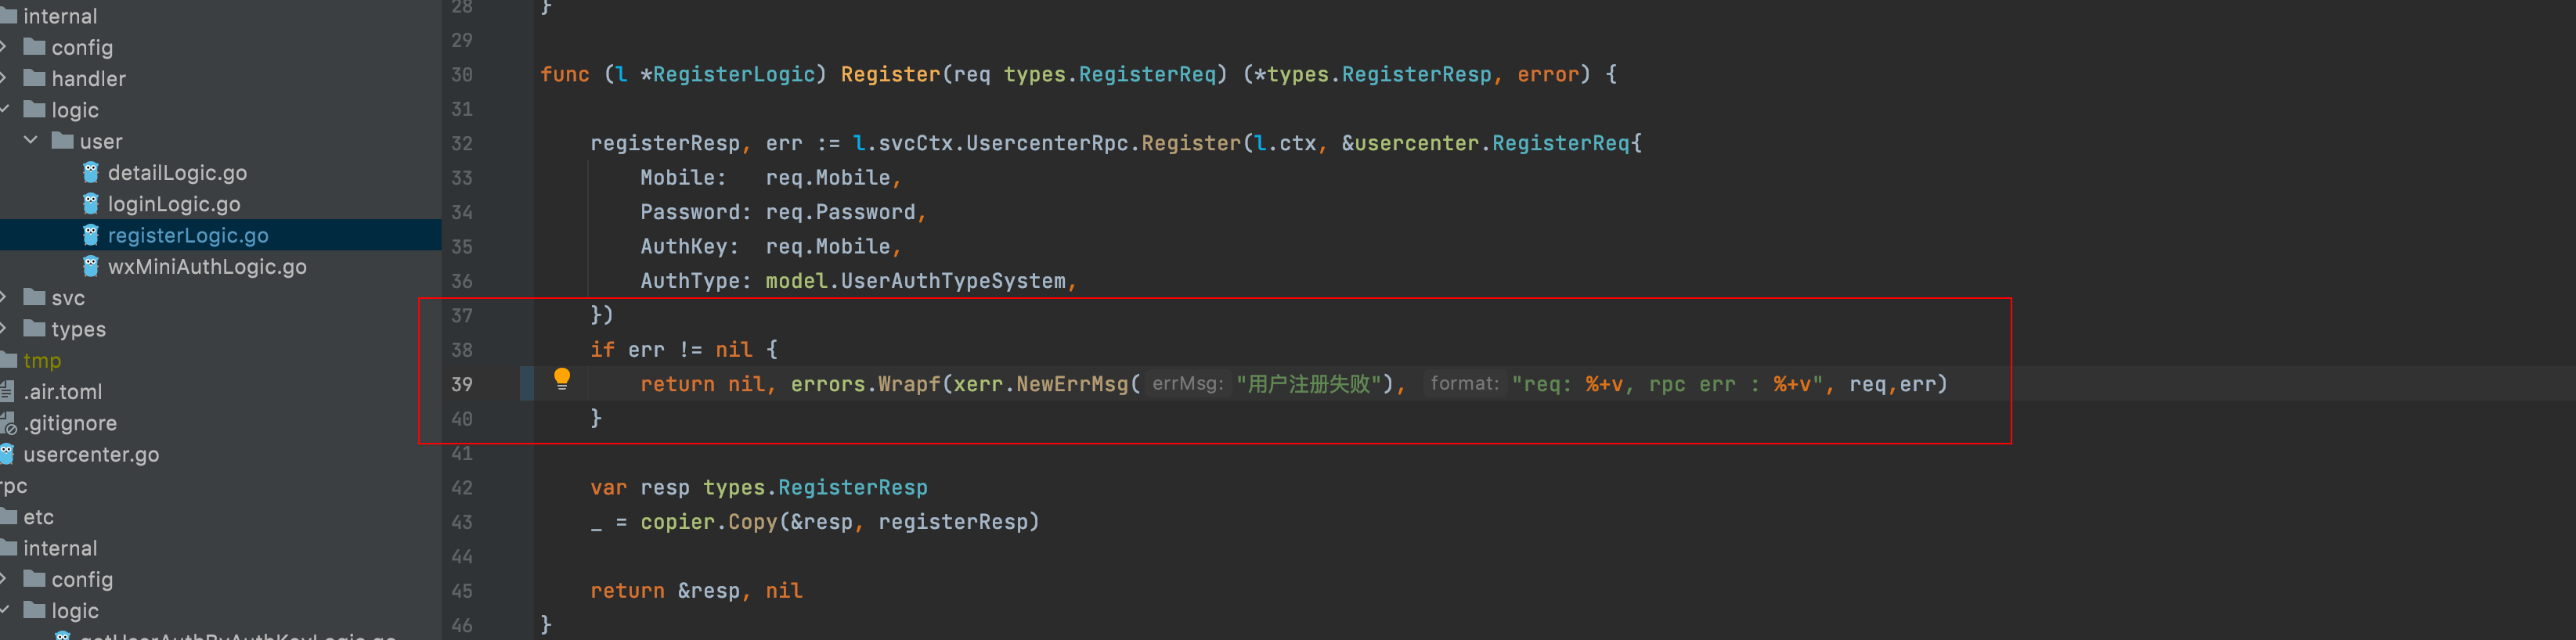 internal
config
handler
logic
user
detailLogic.go
loginLogic.go
registerLogic.go
wxMiniAuthLogic.go
svc
types
tmp
.air.toml
.gitignore
usercenter.go
rpc
etc
internal
config
logic
getUserAuthByAuthKeyLogic.go
28 }
29
30 func (l *RegisterLogic) Register(req types.RegisterReq) (*types.RegisterResp, error) {
31
32 registerResp, err := l.svcCtx.UsercenterRpc.Register(l.ctx, &usercenter.RegisterReq{
33 Mobile: req.Mobile,
34 Password: req.Password,
35 AuthKey: req.Mobile,
36 AuthType: model.UserAuthTypeSystem,
37 })
38 if err != nil {
39 return nil, errors.Wrapf(xerr.NewErrMsg( errMsg: "用户注册失败"), format: "req: %+v, rpc err : %+v", req,err)
40 }
41
42 var resp types.RegisterResp
43 _ = copier.Copy(&resp, registerResp)
44
45 return &resp, nil
46 }